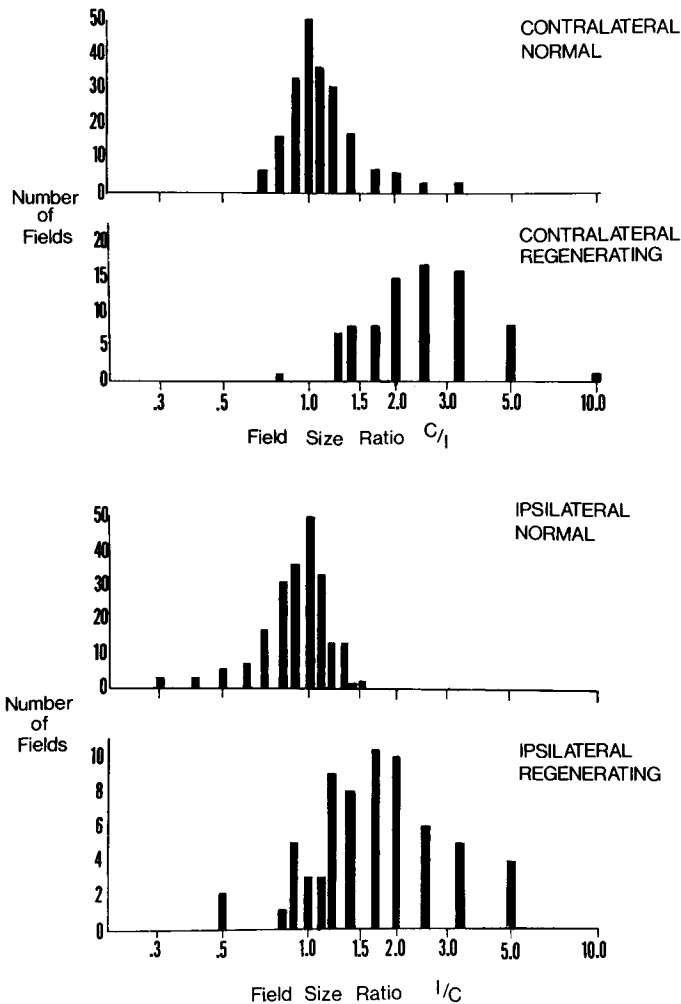 CONTRALATERAL
NORMAL
50
40
30
20
10
0
Number
of
Fields
CONTRALATERAL
REGENERATING
20
15
10
5
0
.3 .5 1.0 1.5 2.0 3.0 5.0 10.0
Field Size Ratio C/I
IPSILATERAL
NORMAL
50
40
30
20
10
0
Number
of
Fields
IPSILATERAL
REGENERATING
10
8
6
4
2
0
.3 .5 1.0 1.5 2.0 3.0 5.0 10.0
Field Size Ratio I/C